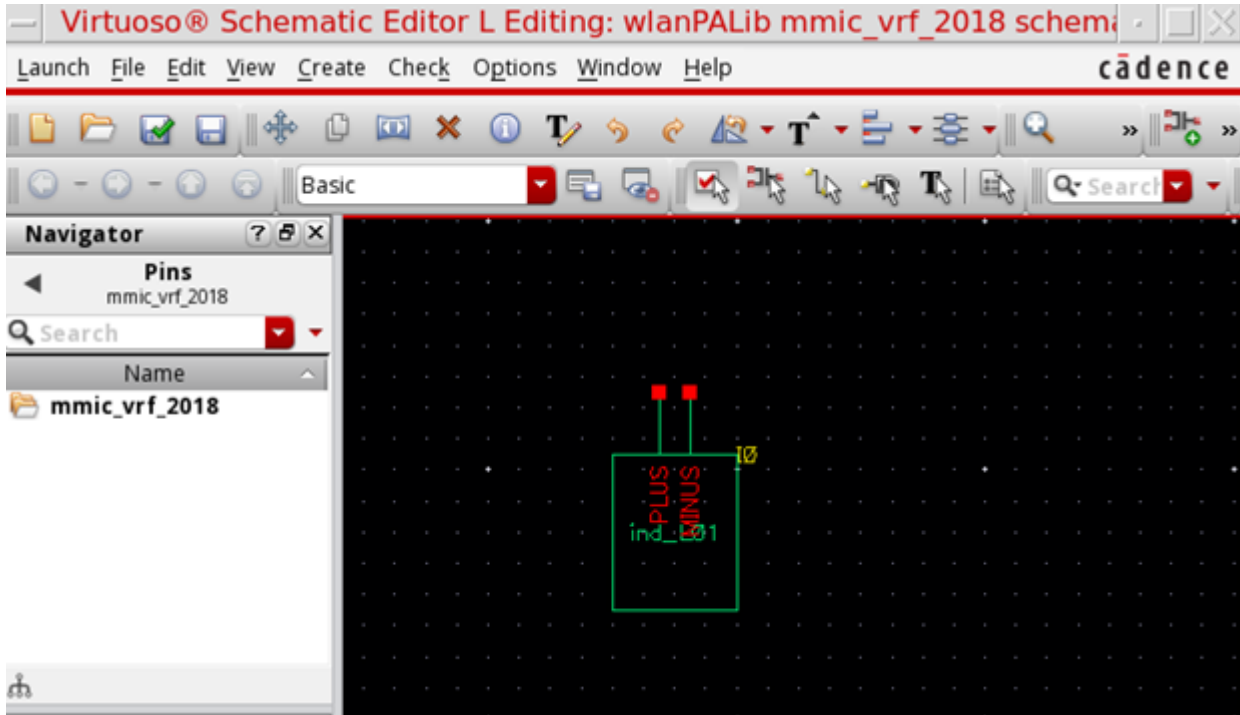 Virtuoso® Schematic Editor L Editing: wlanPALib mmic_vrf_2018 schema
Launch File Edit View Create Check Options Window Help cādence
Basic
Search
Navigator
Pins
mmic_vrf_2018
Search
Name
mmic_vrf_2018
I0
PLUS
MINUS
ind_L01